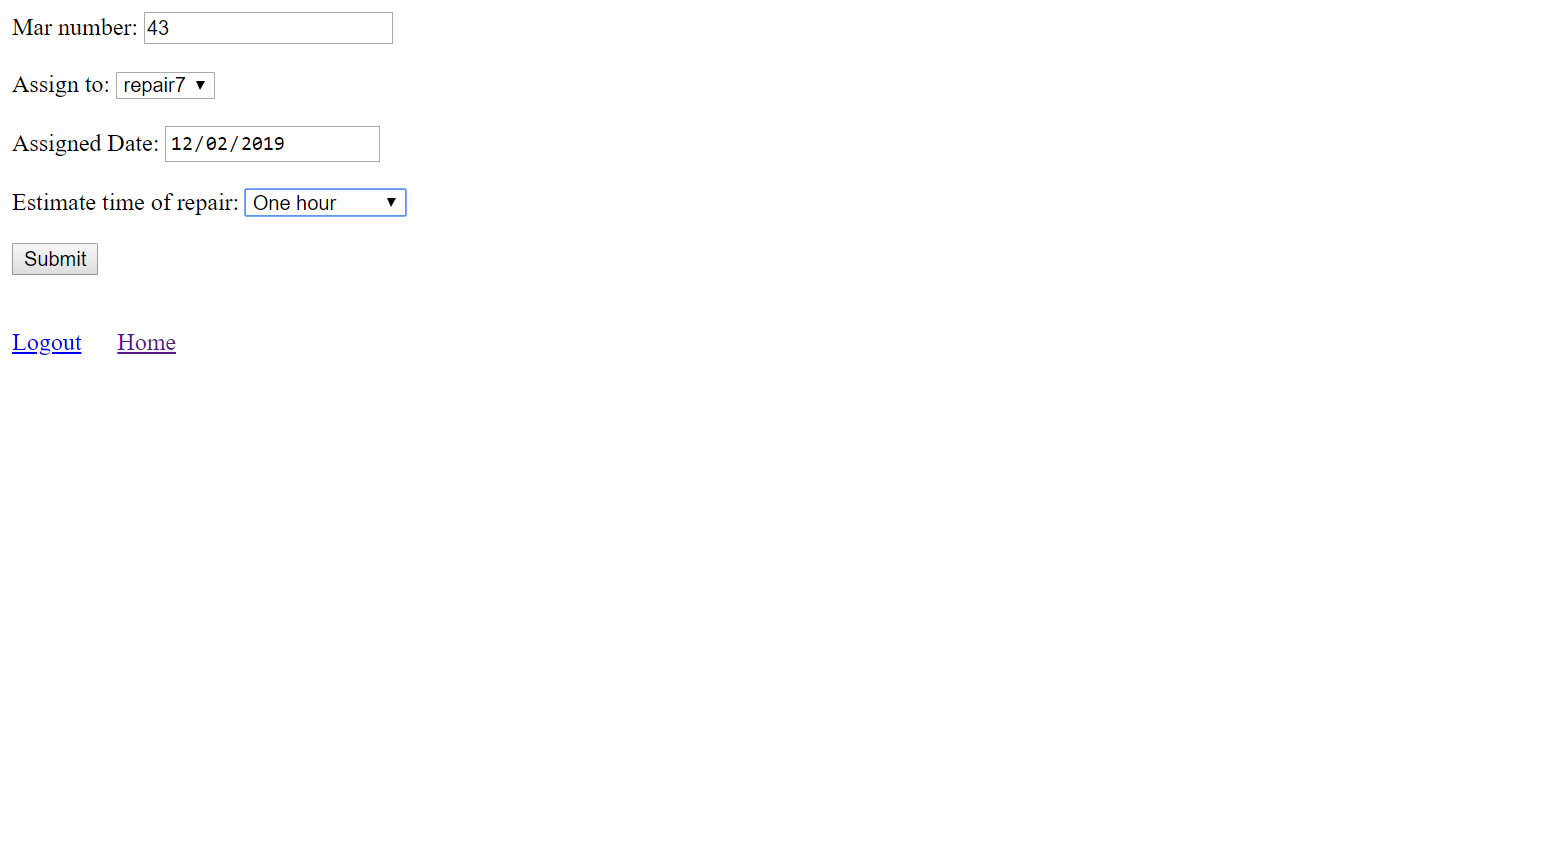 Mar number: 43
Assign to: repair7
Assigned Date: 12/02/2019
Estimate time of repair: One hour
Submit
Logout Home